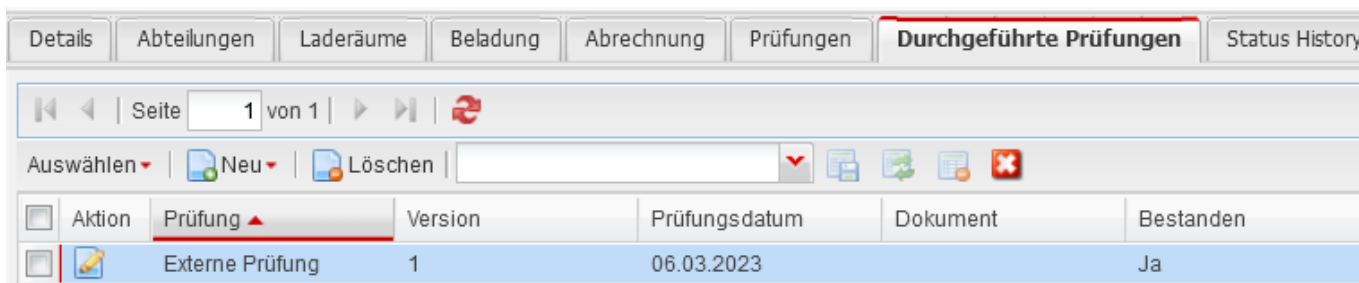 Details Abteilungen Laderäume Beladung Abrechnung Prüfungen Durchgeführte Prüfungen Status History
Seite 1 von 1
Auswählen Neu Löschen
Aktion Prüfung Version Prüfungsdatum Dokument Bestanden
Externe Prüfung 1 06.03.2023 Ja